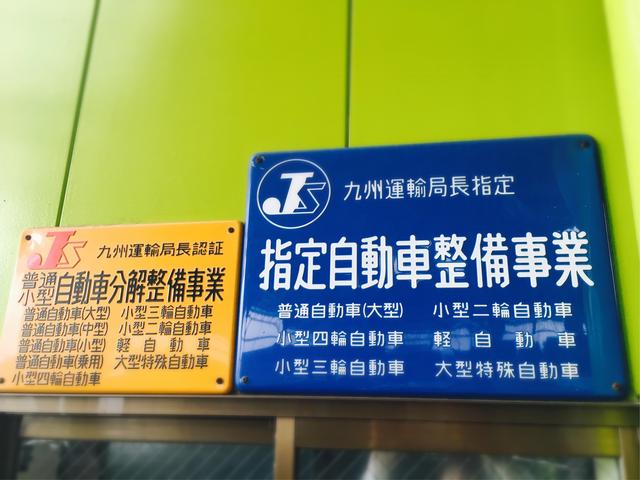 JS 九州運輸局長認証
普通
小型 自動車分解整備事業
普通自動車(大型) 小型三輪自動車
普通自動車(中型) 小型二輪自動車
普通自動車(小型) 軽自動車
普通自動車(乗用) 大型特殊自動車
小型四輪自動車
JS 九州運輸局長指定
指定自動車整備事業
普通自動車(大型) 小型二輪自動車
小型四輪自動車 軽自動車
小型三輪自動車 大型特殊自動車